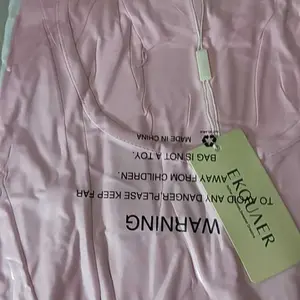 WARNING
TO AVOID ANY DANGER,PLEASE KEEP FAR
AWAY FROM CHILDREN.
BAG IS NOT A TOY.
MADE IN CHINA
EKOUAER